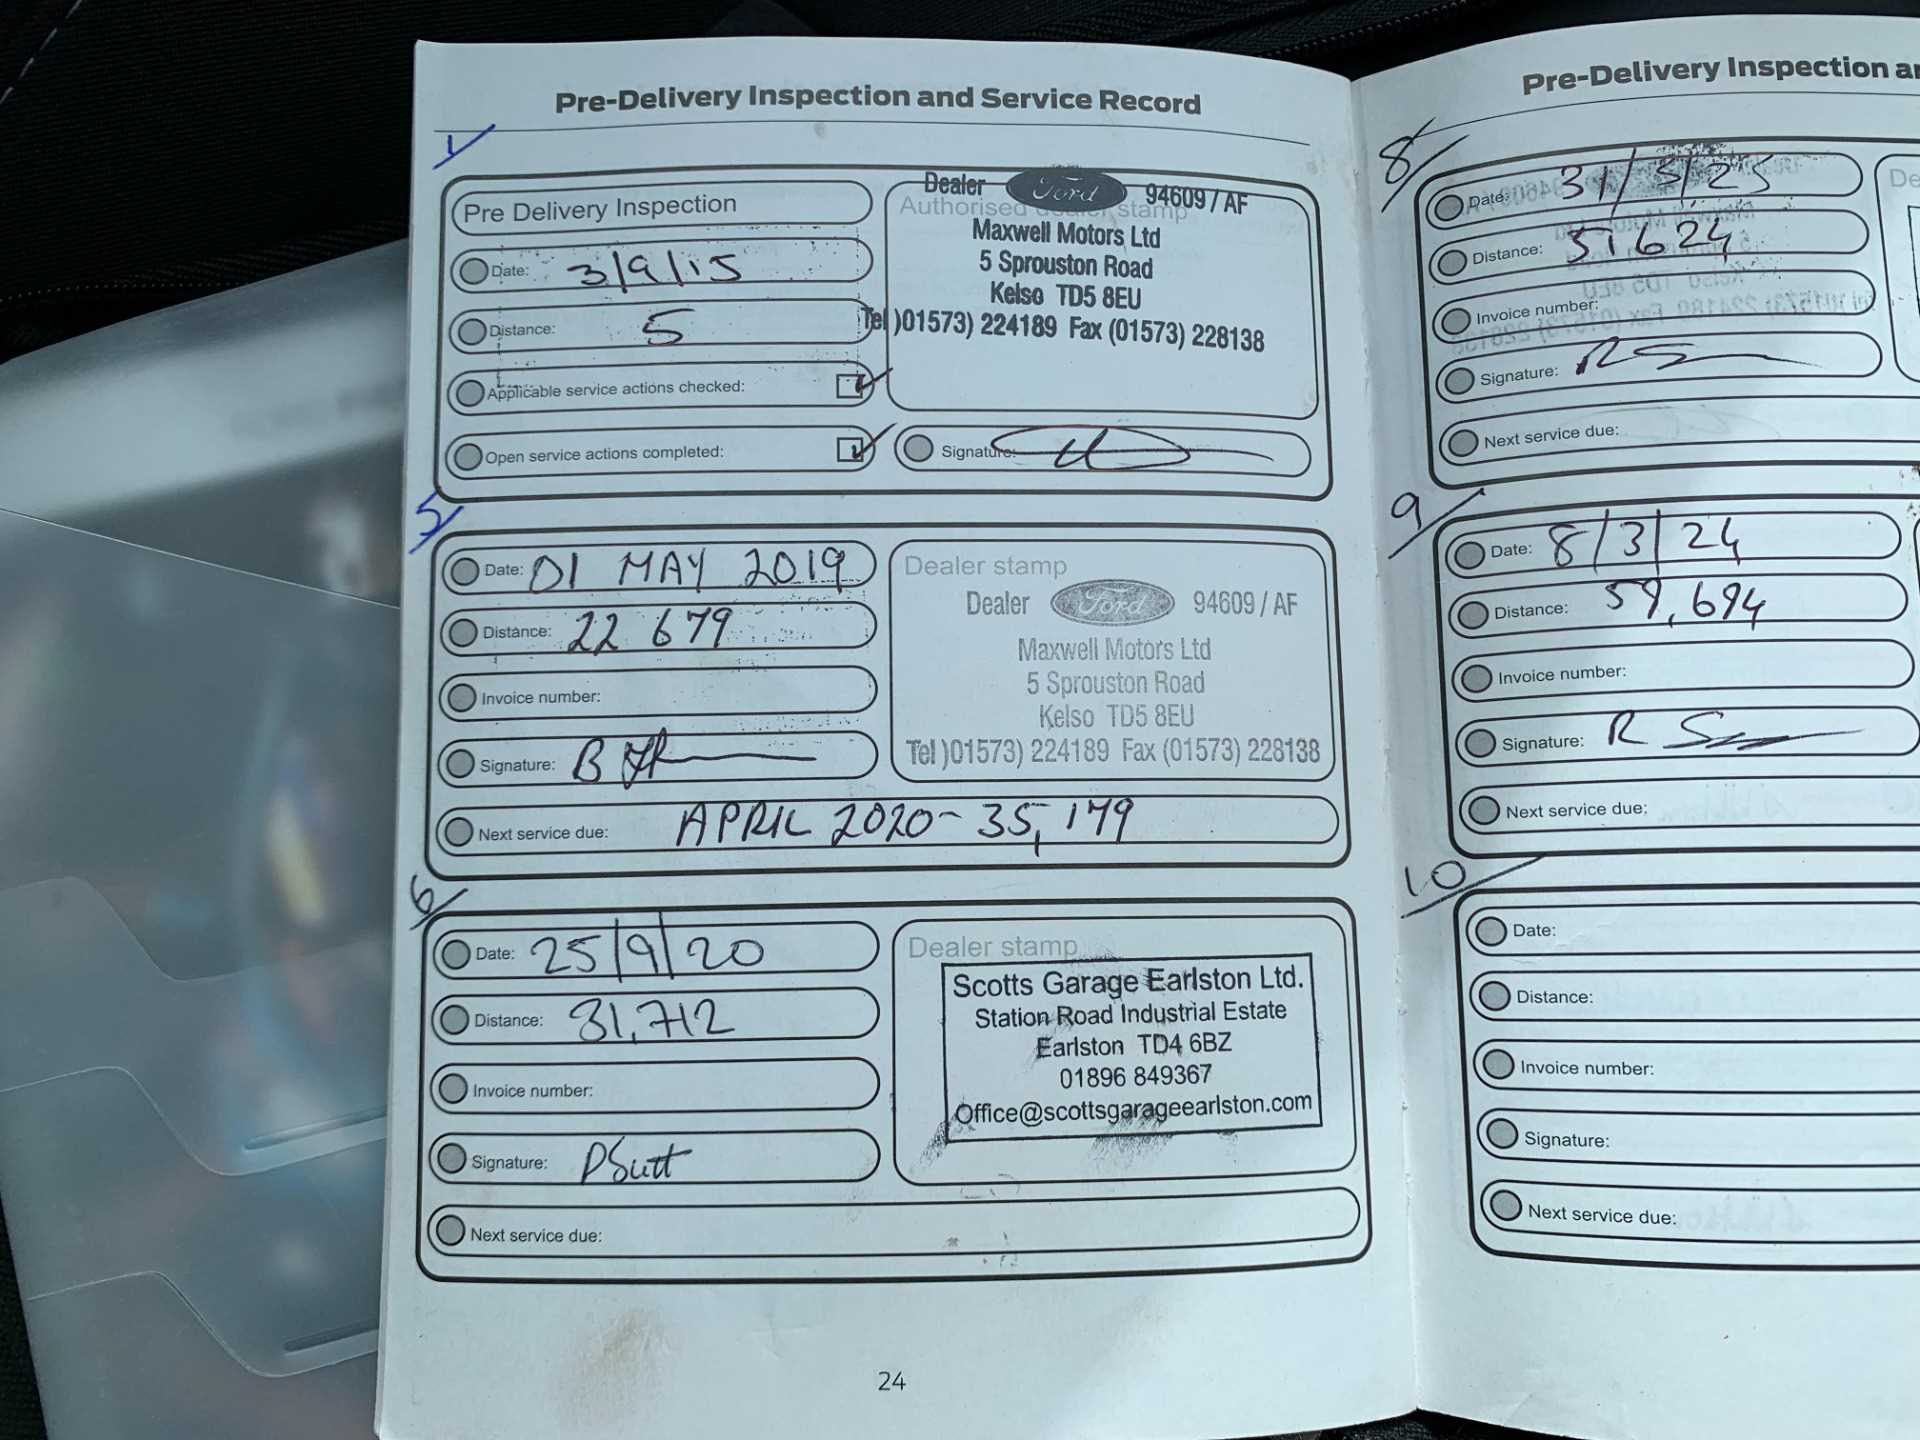 Pre-Delivery Inspection and Service Record
1
Pre Delivery Inspection
Date: 3/9/15
Distance: 5
Applicable service actions checked:
Open service actions completed:
Authorised dealer stamp
Dealer Ford 94609 / AF
Maxwell Motors Ltd
5 Sprouston Road
Kelso TD5 8EU
Tel )01573) 224189 Fax (01573) 228138
Signature:
5
Date: 01 MAY 2019
Distance: 22 679
Invoice number:
Signature: B
Next service due: APRIL 2020- 35,179
Dealer stamp
Dealer Ford 94609 / AF
Maxwell Motors Ltd
5 Sprouston Road
Kelso TD5 8EU
Tel )01573) 224189 Fax (01573) 228138
6
Date: 25/9/20
Distance: 31,712
Invoice number:
Signature: PScott
Next service due:
Dealer stamp
Scotts Garage Earlston Ltd.
Station Road Industrial Estate
Earlston TD4 6BZ
01896 849367
Office@scottsgarageearlston.com
24
Pre-Delivery Inspection
8
Date: 31/3/23
Distance: 51624
Invoice number:
Signature: R
Next service due:
9
Date: 8/3/24
Distance: 59,694
Invoice number:
Signature: R
Next service due:
10
Date:
Distance:
Invoice number:
Signature:
Next service due: